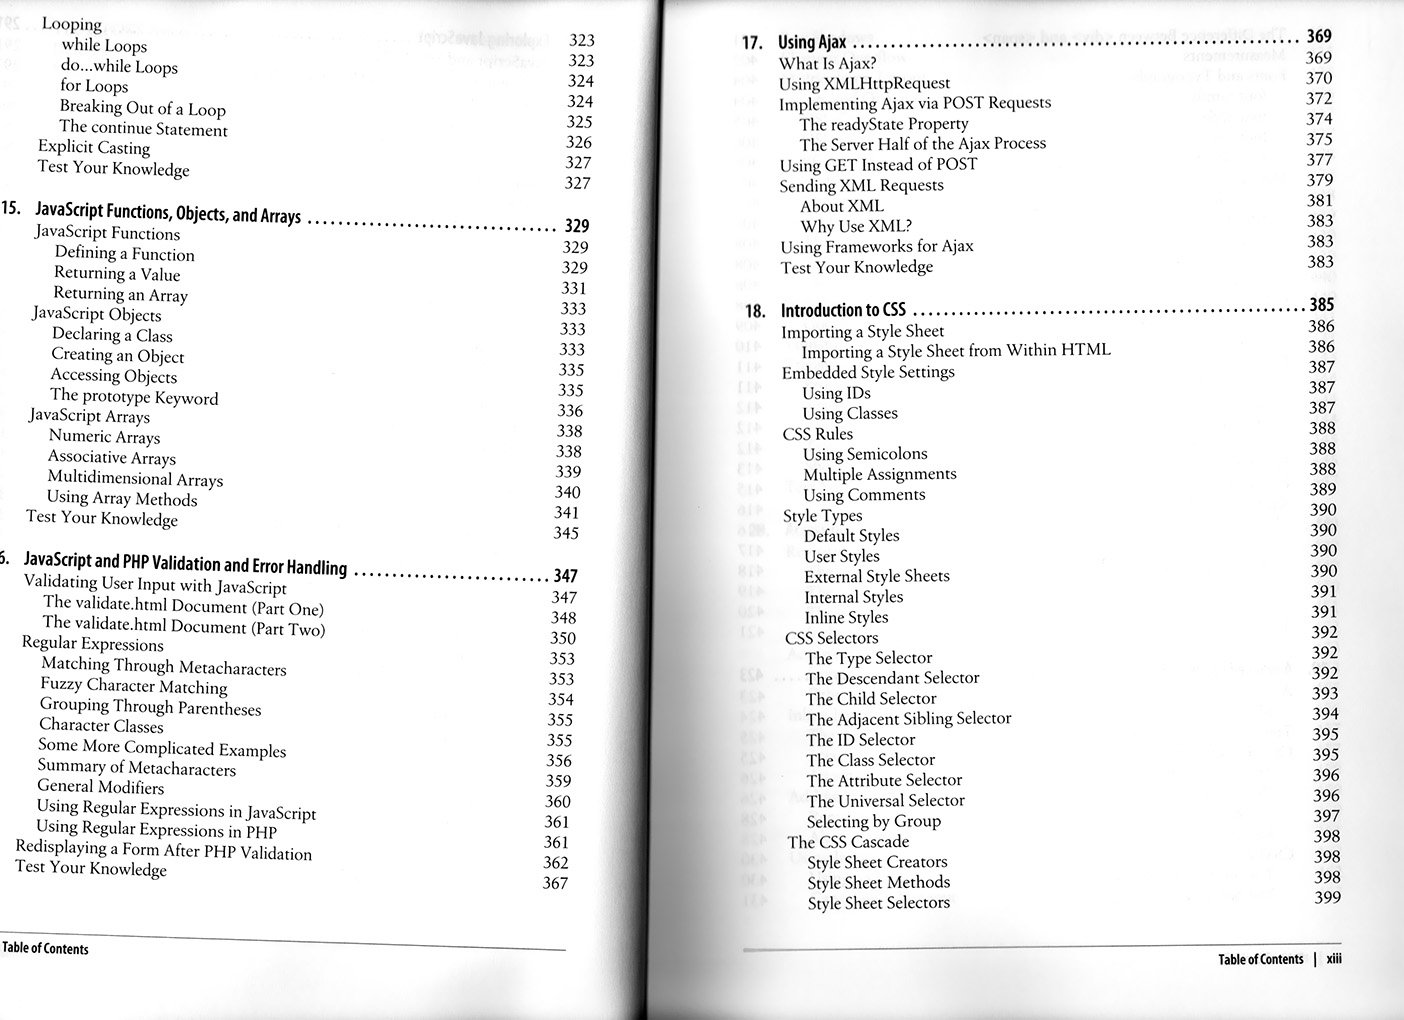 Looping 323
while Loops 323
do...while Loops 324
for Loops 324
Breaking Out of a Loop 325
The continue Statement 326
Explicit Casting 327
Test Your Knowledge 327
15. JavaScript Functions, Objects, and Arrays 329
JavaScript Functions 329
Defining a Function 329
Returning a Value 331
Returning an Array 333
JavaScript Objects 333
Declaring a Class 333
Creating an Object 335
Accessing Objects 335
The prototype Keyword 336
JavaScript Arrays 338
Numeric Arrays 338
Associative Arrays 339
Multidimensional Arrays 340
Using Array Methods 341
Test Your Knowledge 345
6. JavaScript and PHP Validation and Error Handling 347
Validating User Input with JavaScript 347
The validate.html Document (Part One) 348
The validate.html Document (Part Two) 350
Regular Expressions 353
Matching Through Metacharacters 353
Fuzzy Character Matching 354
Grouping Through Parentheses 355
Character Classes 355
Some More Complicated Examples 356
Summary of Metacharacters 359
General Modifiers 360
Using Regular Expressions in JavaScript 361
Using Regular Expressions in PHP 361
Redisplaying a Form After PHP Validation 362
Test Your Knowledge 367
Table of Contents
17. Using Ajax 369
What Is Ajax? 369
Using XMLHttpRequest 370
Implementing Ajax via POST Requests 372
The readyState Property 374
The Server Half of the Ajax Process 375
Using GET Instead of POST 377
Sending XML Requests 379
About XML 381
Why Use XML? 383
Using Frameworks for Ajax 383
Test Your Knowledge 383
18. Introduction to CSS 385
Importing a Style Sheet 386
Importing a Style Sheet from Within HTML 386
Embedded Style Settings 387
Using IDs 387
Using Classes 387
CSS Rules 388
Using Semicolons 388
Multiple Assignments 388
Using Comments 389
Style Types 390
Default Styles 390
User Styles 390
External Style Sheets 390
Internal Styles 391
Inline Styles 391
CSS Selectors 392
The Type Selector 392
The Descendant Selector 392
The Child Selector 393
The Adjacent Sibling Selector 394
The ID Selector 395
The Class Selector 395
The Attribute Selector 396
The Universal Selector 396
Selecting by Group 397
The CSS Cascade 398
Style Sheet Creators 398
Style Sheet Methods 398
Style Sheet Selectors 399
Table of Contents | xiii